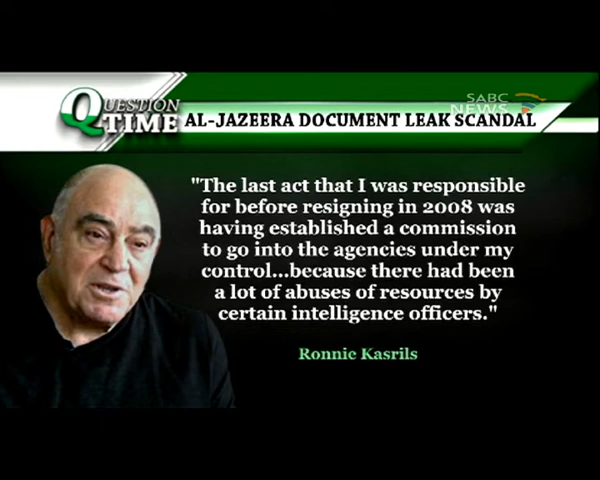 SABC
NEWS
QUESTION
TIME
AL-JAZEERA DOCUMENT LEAK SCANDAL
"The last act that I was responsible
for before resigning in 2008 was
having established a commission
to go into the agencies under my
control...because there had been
a lot of abuses of resources by
certain intelligence officers."
Ronnie Kasrils